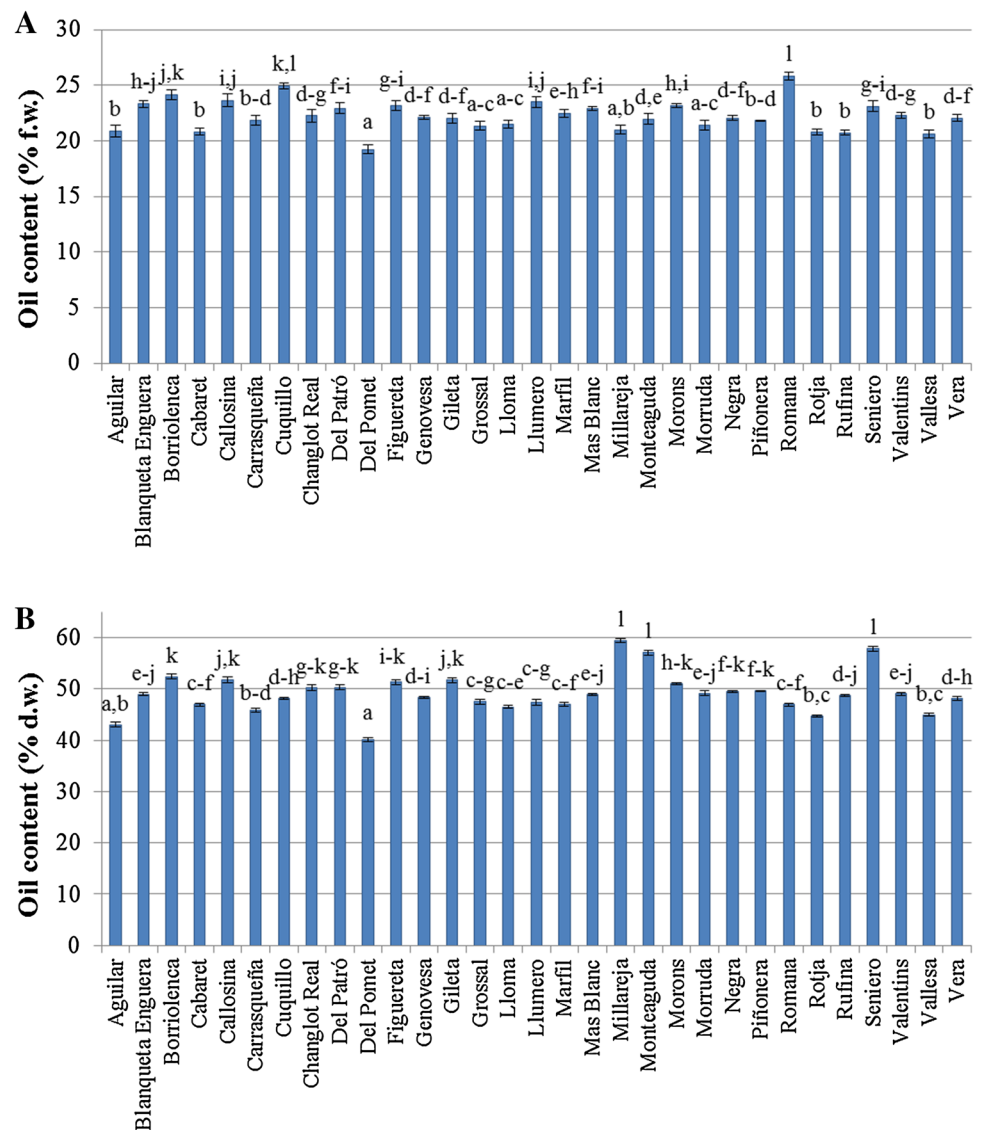 A
Oil content (% f.w.)
30
25
20
15
10
5
0
b
h-j
j,k
b
i,j
b-d
k,l
d-g
f-i
a
g-i
d-f
d-f
a-c
a-c
i,j
e-h
f-i
a,b
d,e
h,i
a-c
d-f
b-d
l
b
b
g-i
d-g
b
d-f
Aguilar
Blanqueta Enguera
Borriolenca
Cabaret
Callosina
Carrasqueña
Cuquillo
Changlot Real
Del Patró
Del Pomet
Figuereta
Genovesa
Gileta
Grossal
Lloma
Llumero
Marfil
Mas Blanc
Millareja
Monteaguda
Morons
Morruda
Negra
Piñonera
Romana
Rotja
Rufina
Seniero
Valentins
Vallesa
Vera
B
Oil content (% d.w.)
60
50
40
30
20
10
0
a,b
e-j
k
c-f
j,k
b-d
d-h
g-k
g-k
a
i-k
d-i
j,k
c-g
c-e
c-g
c-f
e-j
l
l
h-k
e-j
f-k
f-k
c-f
b,c
d-j
l
e-j
b,c
d-h
Aguilar
Blanqueta Enguera
Borriolenca
Cabaret
Callosina
Carrasqueña
Cuquillo
Changlot Real
Del Patró
Del Pomet
Figuereta
Genovesa
Gileta
Grossal
Lloma
Llumero
Marfil
Mas Blanc
Millareja
Monteaguda
Morons
Morruda
Negra
Piñonera
Romana
Rotja
Rufina
Seniero
Valentins
Vallesa
Vera